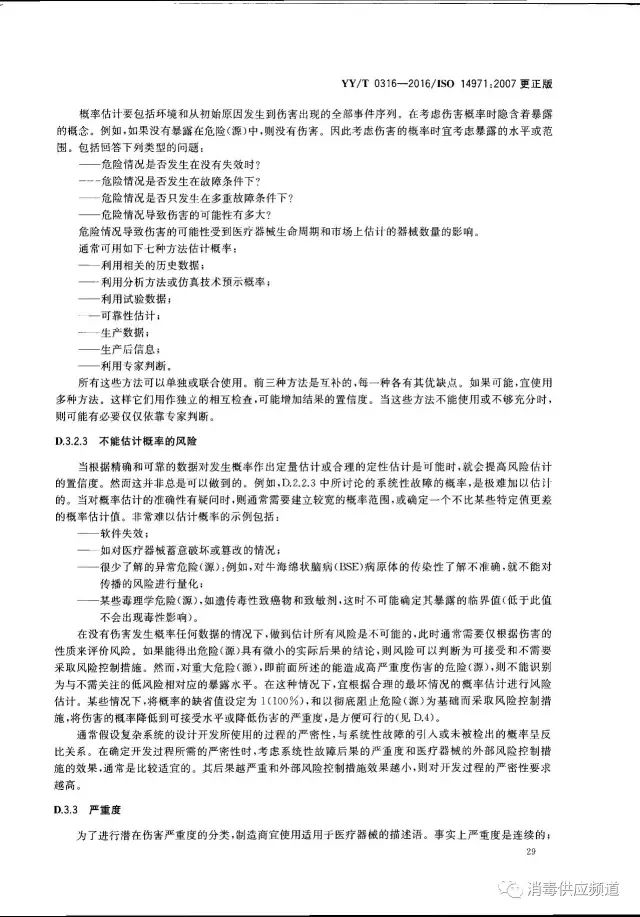 YY/T 0316—2016/ISO 14971:2007 更正版
概率估计要包括环境和从初始原因发生到伤害出现的全部事件序列。在考虑伤害概率时隐含着暴露
的概念。例如,如果没有暴露在危险(源)中,则没有伤害。因此考虑伤害的概率时宜考虑暴露的水平或范
围。包括回答下列类型的问题:
——危险情况是否发生在没有失效时?
——危险情况是否发生在故障条件下?
——危险情况是否只发生在多重故障条件下?
——危险情况导致伤害的可能性有多大?
危险情况导致伤害的可能性受到医疗器械生命周期和市场上估计的器械数量的影响。
通常可用如下七种方法估计概率:
——利用相关的历史数据;
——利用分析方法或仿真技术预示概率;
——利用试验数据;
——可靠性估计;
——生产数据;
——生产后信息;
——利用专家判断。
所有这些方法可以单独或联合使用。前三种方法是互补的,每一种各有其优缺点。如果可能,宜使用
多种方法。这样它们用作独立的相互检查,可能增加结果的置信度。当这些方法不能使用或不够充分时,
则可能有必要仅仅依靠专家判断。
D.3.2.3 不能估计概率的风险
当根据精确和可靠的数据对发生概率作出定量估计或合理的定性估计是可能时,就会提高风险估计
的置信度。然而这并非总是可以做到的。例如,D.2.2.3 中所讨论的系统性故障的概率,是极难加以估计
的。当对概率估计的准确性有疑问时,则通常需要建立较宽的概率范围,或确定一个不比某些特定值更差
的概率估计值。非常难以估计概率的示例包括:
——软件失效;
——如对医疗器械蓄意破坏或篡改的情况;
——很少了解的异常危险(源):例如,对牛海绵状脑病(BSE)病原体的传染性了解不准确,就不能对
传播的风险进行量化;
——某些毒理学危险(源),如遗传毒性致癌物和致敏剂,这时不可能确定其暴露的临界值(低于此值
不会出现毒性影响)。
在没有伤害发生概率任何数据的情况下,做到估计所有风险是不可能的,此时通常需要仅根据伤害的
性质来评价风险。如果能得出危险(源)具有微小的实际后果的结论,则风险可以判断为可接受和不需要
采取风险控制措施。然而,对重大危险(源),即前面所述的能造成高严重度伤害的危险(源),则不能识别
为与不需关注的低风险相对应的暴露水平。在这种情况下,宜根据合理的最坏情况的概率估计进行风险
估计。某些情况下,将概率的缺省值设定为 1(100%),和以彻底阻止危险(源)为基础而采取风险控制措
施,将伤害的概率降低到可接受水平或降低伤害的严重度,是方便可行的(见 D.4)。
通常假设复杂系统的设计开发所使用的过程的严密性,与系统性故障的引入或未被检出的概率呈反
比关系。在确定开发过程所需的严密性时,考虑系统性故障后果的严重度和医疗器械的外部风险控制措
施的效果,通常是比较适宜的。其后果越严重和外部风险控制措施效果越小,则对开发过程的严密性要求
越高。
D.3.3 严重度
为了进行潜在伤害严重度的分类,制造商宜使用适用于医疗器械的描述语。事实上严重度是连续的;
29
消毒供应频道